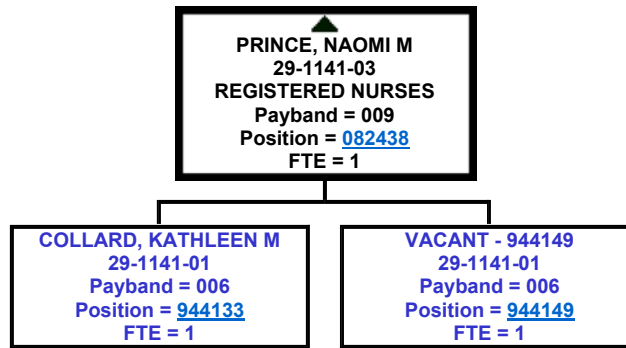 PRINCE, NAOMI M
29-1141-03
REGISTERED NURSES
Payband = 009
Position = 082438
FTE = 1
COLLARD, KATHLEEN M
29-1141-01
Payband = 006
Position = 944133
FTE = 1
VACANT - 944149
29-1141-01
Payband = 006
Position = 944149
FTE = 1